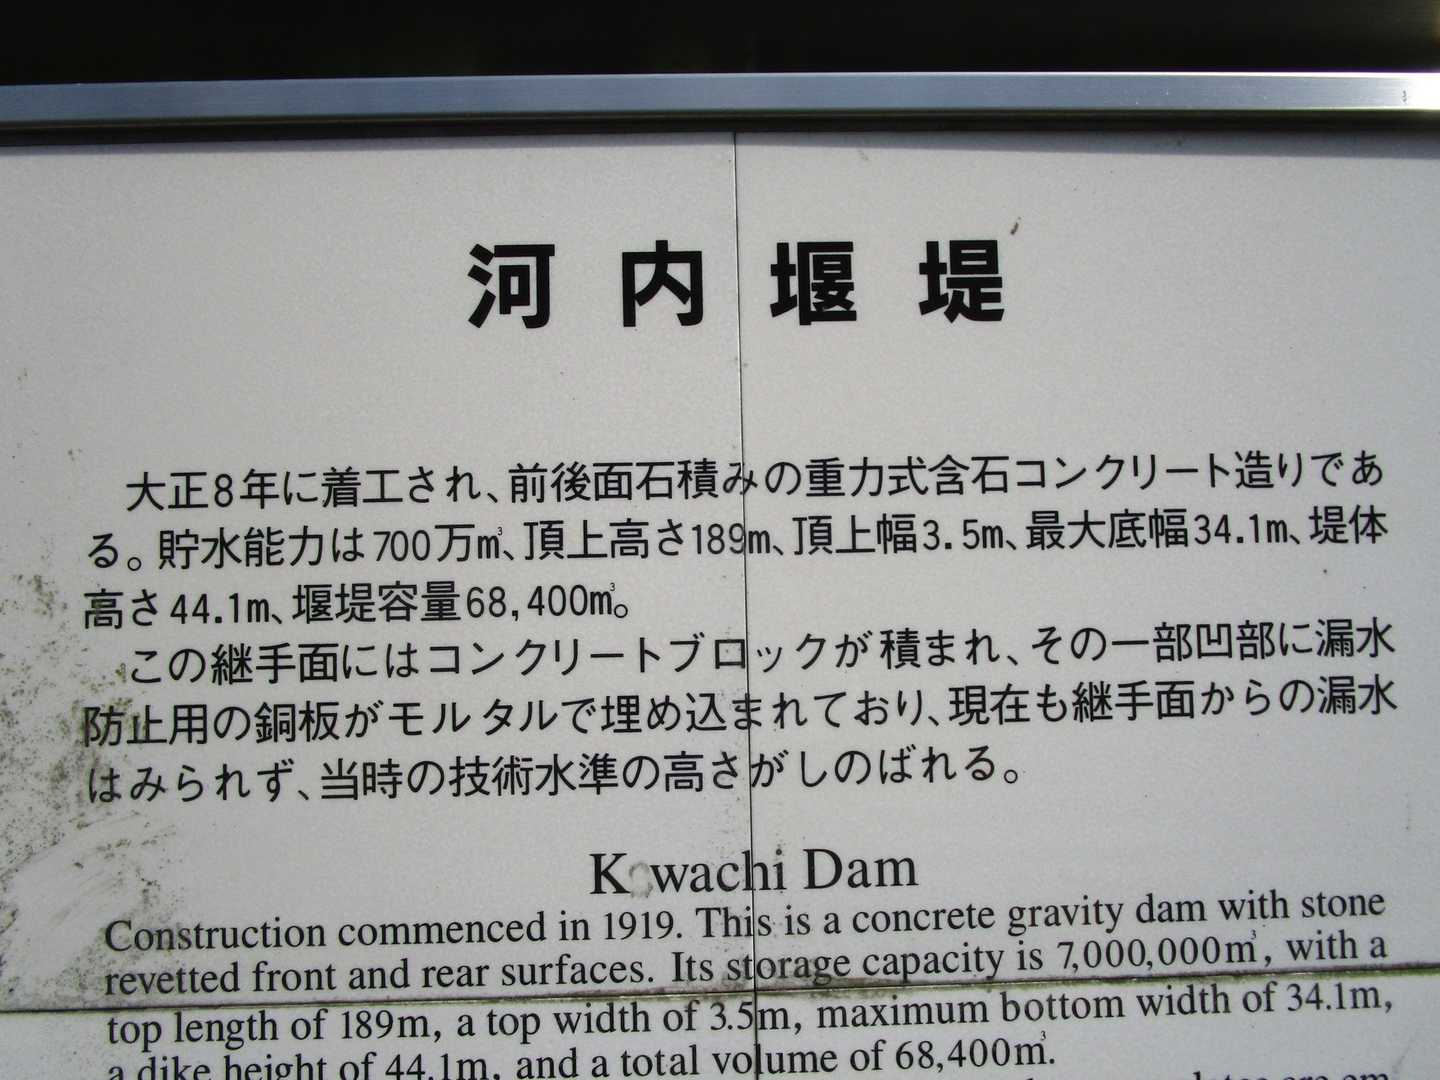 河内堰堤
大正8年に着工され、前後面石積みの重力式含石コンクリート造りであ
る。貯水能力は700万㎥、頂上高さ189m、頂上幅3.5m、最大底幅34.1m、堤体
高さ44.1m、堰堤容量68,400㎥。
この継手面にはコンクリートブロックが積まれ、その一部凹部に漏水
防止用の銅板がモルタルで埋め込まれており、現在も継手面からの漏水
はみられず、当時の技術水準の高さがしのばれる。
Kowachi Dam
Construction commenced in 1919. This is a concrete gravity dam with stone
revetted front and rear surfaces. Its storage capacity is 7,000,000㎥, with a
top length of 189m, a top width of 3.5m, maximum bottom width of 34.1m,
a dike height of 44.1m, and a total volume of 68,400㎥.